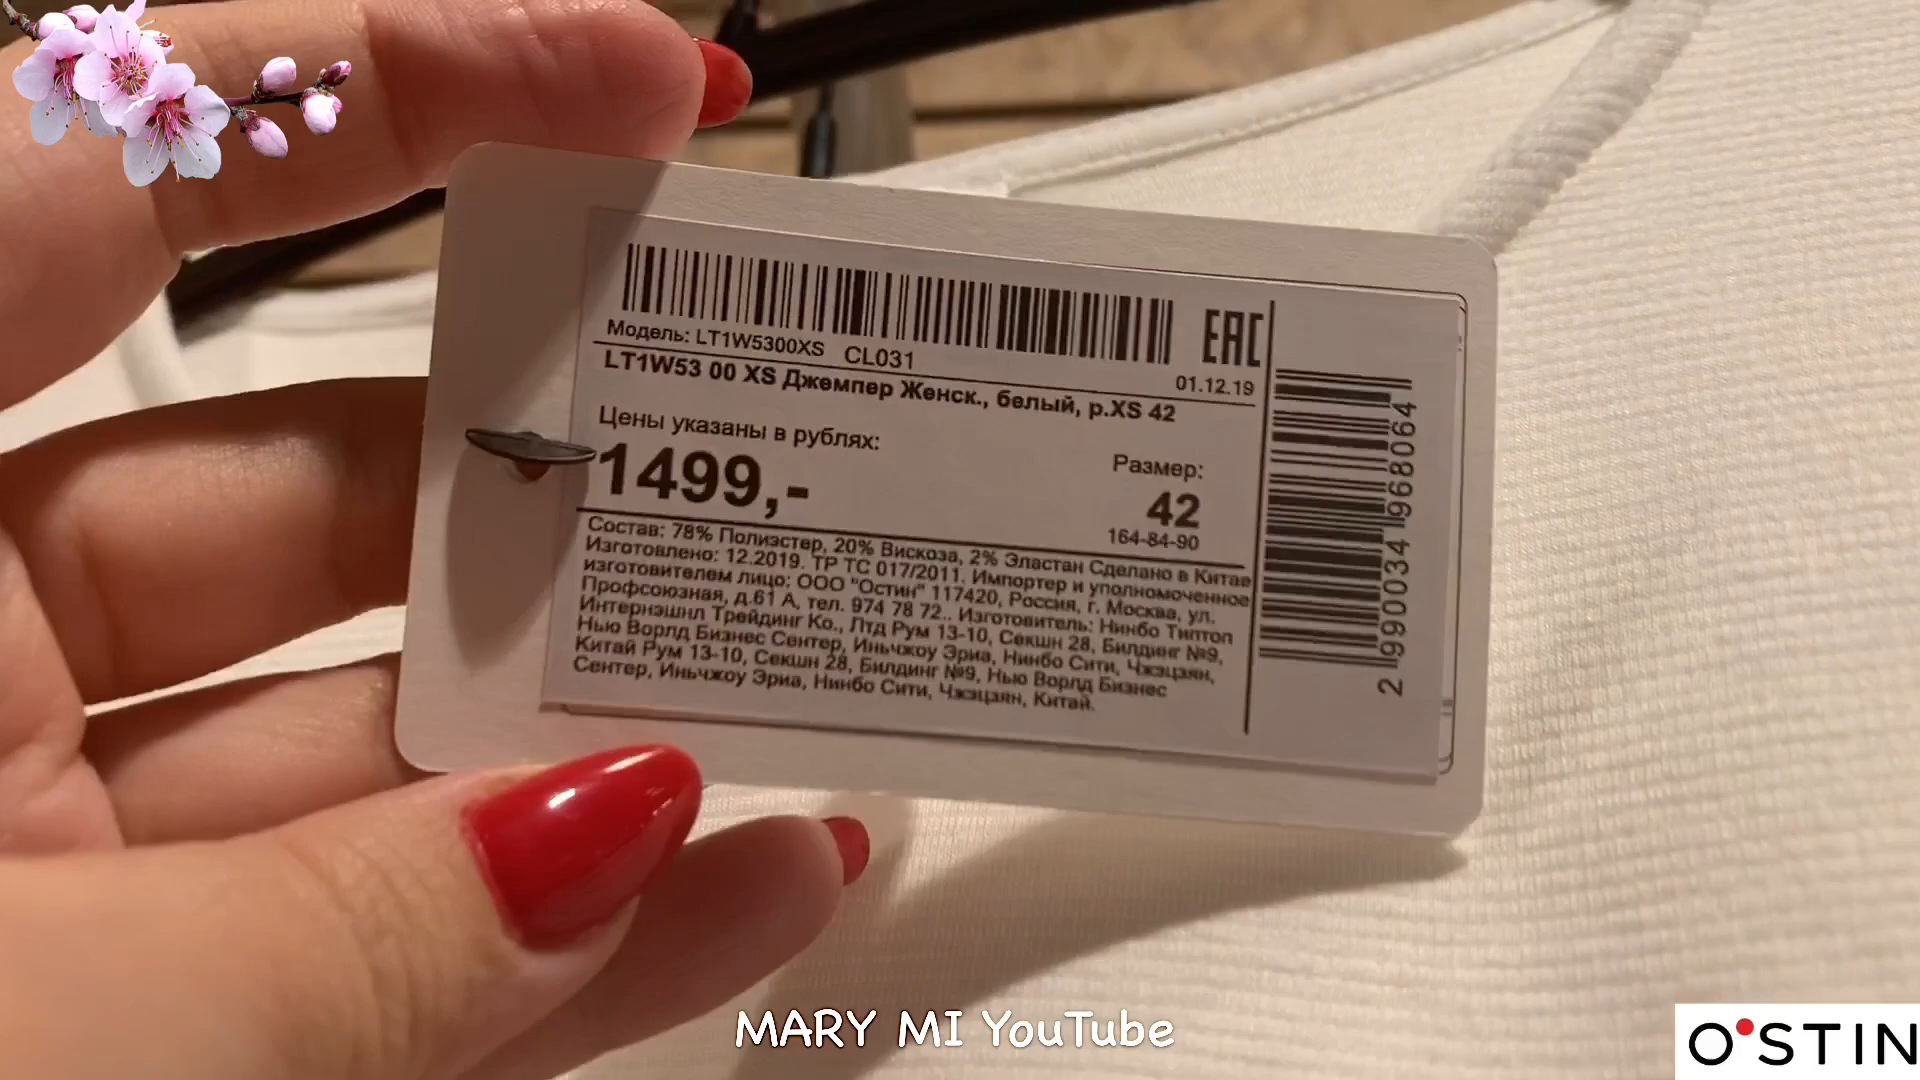 Модель: LT1W5300XS CL031
EAC
01.12.19
LT1W53 00 XS Джемпер Женск., белый, р.XS 42
Цены указаны в рублях:
1499,-
Размер:
42
164-84-90
Состав: 78% Полиэстер, 20% Вискоза, 2% Эластан Сделано в Китае
Изготовлено: 12.2019. ТР ТС 017/2011. Импортер и уполномоченное
изготовителем лицо: ООО "Остин" 117420, Россия, г. Москва, ул.
Профсоюзная, д.61 А, тел. 974 78 72.. Изготовитель: Нинбо Типтоп
Интернэшнл Трейдинг Ко., Лтд Рум 13-10, Секшн 28, Билдинг №9,
Нью Ворлд Бизнес Сентер, Иньчжоу Эриа, Нинбо Сити, Чжэцзян,
Китай Рум 13-10, Секшн 28, Билдинг №9, Нью Ворлд Бизнес
Сентер, Иньчжоу Эриа, Нинбо Сити, Чжэцзян, Китай.
2990034968064
MARY MI YouTube
O'STIN